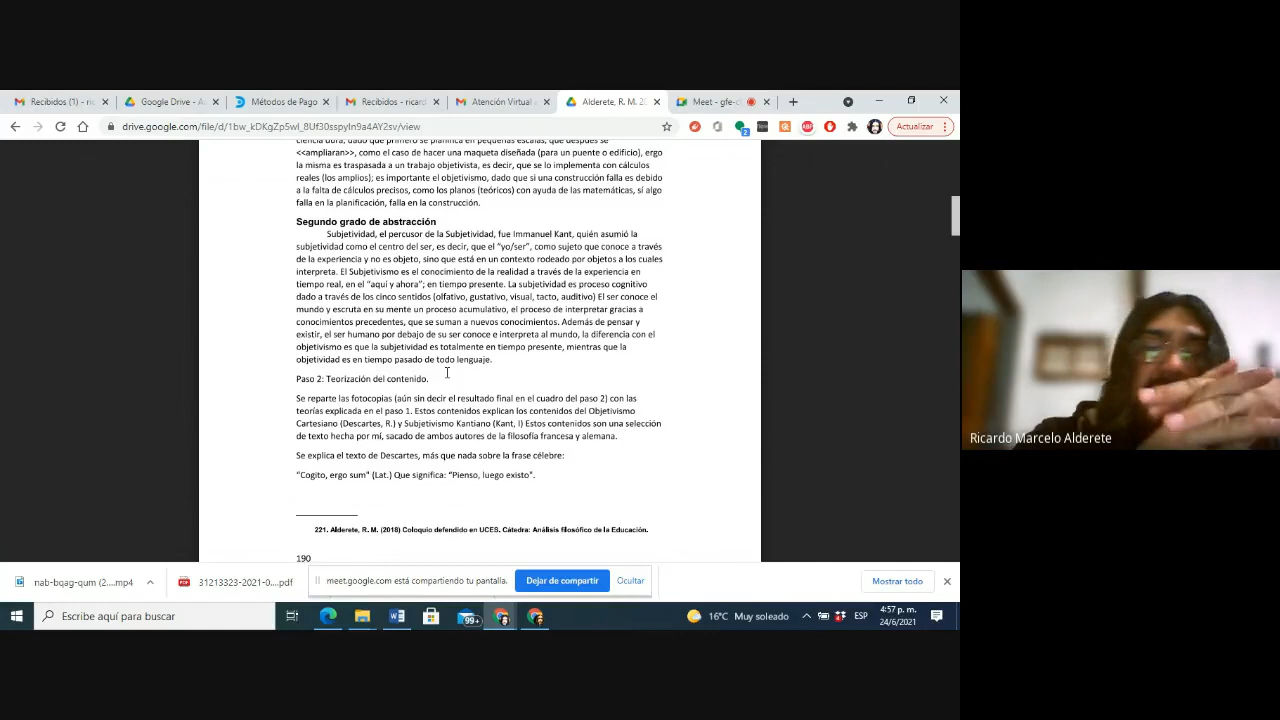 Recibidos (1) - ric
Google Drive - A
Métodos de Pago
Recibidos - ricard
Atención Virtual
Alderete, R. M. 20
Meet - gfe-c
drive.google.com/file/d/1bw_kDKgZp5wI_8Uf30sspyIn9a4AY2sv/view
Actualizar
ciencia dura, dado que primero se planifica en pequeñas escalas, que después se
<<ampliaran>>, como el caso de hacer una maqueta diseñada (para un puente o edificio), ergo
la misma es traspasada a un trabajo objetivista, es decir, que se lo implementa con cálculos
reales (los amplios); es importante el objetivismo, dado que si una construcción falla es debido
a la falta de cálculos precisos, como los planos (teóricos) con ayuda de las matemáticas, sí algo
falla en la planificación, falla en la construcción.
Segundo grado de abstracción
Subjetividad, el percusor de la Subjetividad, fue Immanuel Kant, quién asumió la
subjetividad como el centro del ser, es decir, que el "yo/ser", como sujeto que conoce a través
de la experiencia y no es objeto, sino que está en un contexto rodeado por objetos a los cuales
interpreta. El Subjetivismo es el conocimiento de la realidad a través de la experiencia en
tiempo real, en el "aquí y ahora"; en tiempo presente. La subjetividad es proceso cognitivo
dado a través de los cinco sentidos (olfativo, gustativo, visual, tacto, auditivo) El ser conoce el
mundo y escruta en su mente un proceso acumulativo, el proceso de interpretar gracias a
conocimientos precedentes, que se suman a nuevos conocimientos. Además de pensar y
existir, el ser humano por debajo de su ser conoce e interpreta al mundo, la diferencia con el
objetivismo es que la subjetividad es totalmente en tiempo presente, mientras que la
objetividad es en tiempo pasado de todo lenguaje.
Paso 2: Teorización del contenido.
Se reparte las fotocopias (aún sin decir el resultado final en el cuadro del paso 2) con las
teorías explicada en el paso 1. Estos contenidos explican los contenidos del Objetivismo
Cartesiano (Descartes, R.) y Subjetivismo Kantiano (Kant, I) Estos contenidos son una selección
de texto hecha por mí, sacado de ambos autores de la filosofía francesa y alemana.
Se explica el texto de Descartes, más que nada sobre la frase célebre:
"Cogito, ergo sum" (Lat.) Que significa: "Pienso, luego existo".
221. Alderete, R. M. (2018) Coloquio defendido en UCES. Cátedra: Análisis filosófico de la Educación.
190
Ricardo Marcelo Alderete
nab-bqag-qum (2....mp4
31213323-2021-0....pdf
meet.google.com está compartiendo tu pantalla.
Dejar de compartir
Ocultar
Mostrar todo
Escribe aquí para buscar
99+
16°C Muy soleado
ESP
4:57 p. m.
24/6/2021